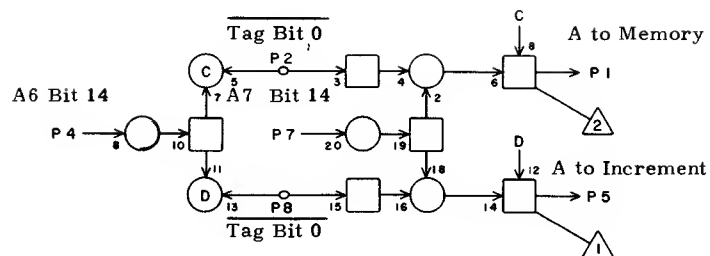 Tag Bit 0
C
A to Memory
P2
8
C
5
3
4
6
P1
A6 Bit 14
7
A7 Bit 14
2
2
P4
8
10
P7
20
19
D
A to Increment
11
18
12
D
13
P8
15
16
14
P5
Tag Bit 0
1